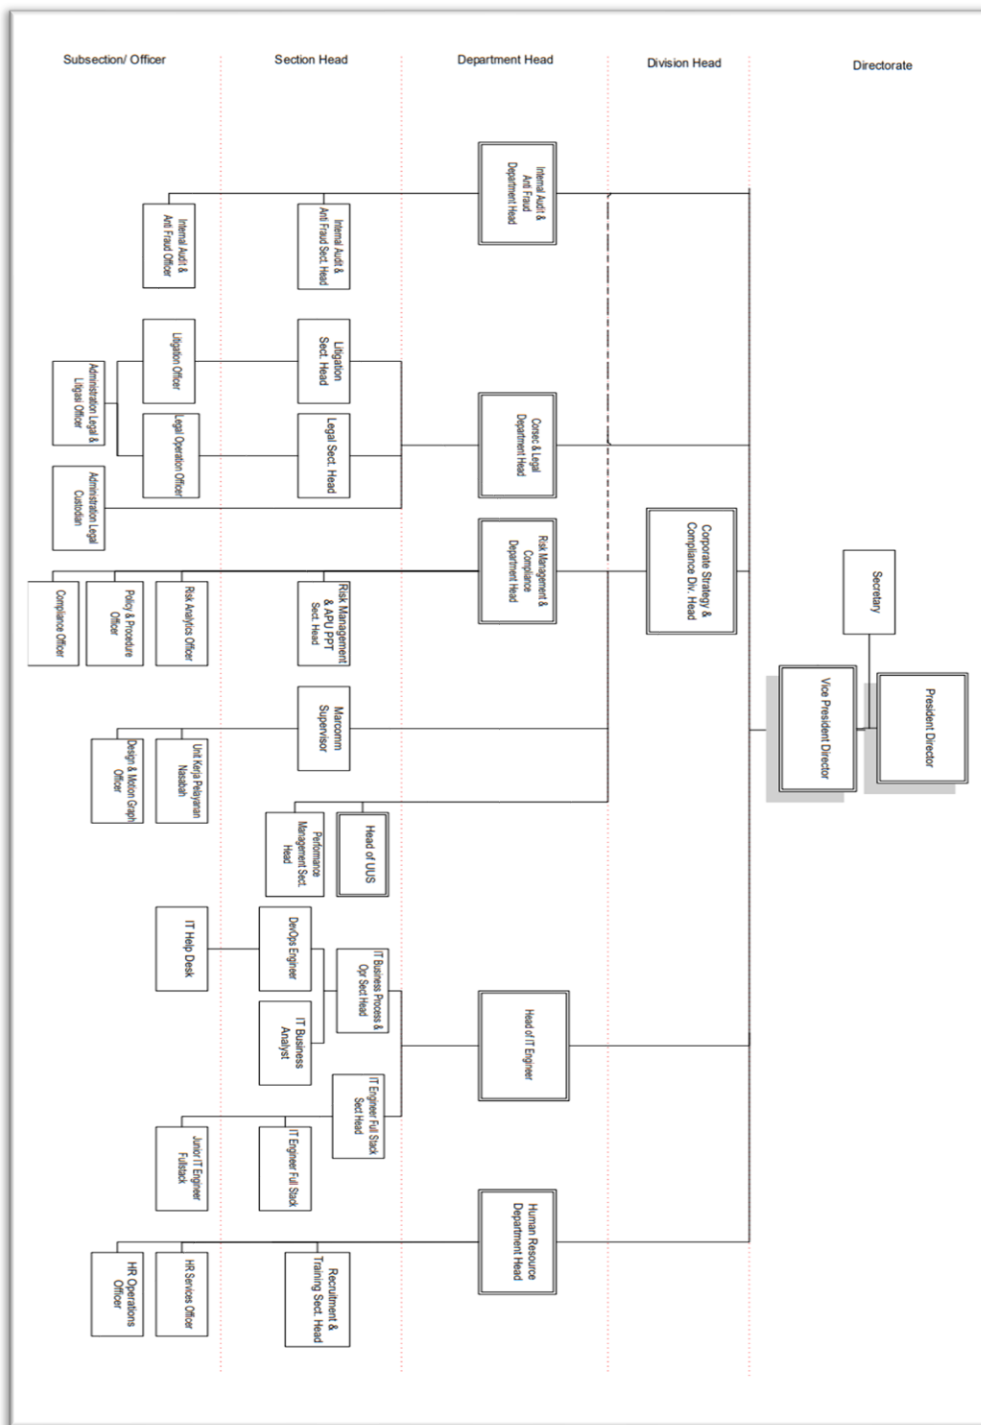 Directorate
Division Head
Department Head
Section Head
Subsection/ Officer
President Director
Vice President Director
Secretary
Corporate Strategy &
Compliance Div. Head
Internal Audit &
Anti Fraud
Department Head
Corsec & Legal
Department Head
Risk Management &
Compliance
Department Head
Head of IT Engineer
Human Resource
Department Head
Internal Audit &
Anti Fraud Sect. Head
Litigation
Sect. Head
Legal Sect. Head
Risk Management
& APU PPT
Sect. Head
Marcomm
Supervisor
Head of UUS
Performance
Management Sect.
Head
IT Business Process &
Opr Sect Head
DevOps Engineer
IT Business
Analyst
IT Engineer Full Stack
Sect Head
IT Engineer Full Stack
Recruitment &
Training Sect. Head
Internal Audit &
Anti Fraud Officer
Litigation Officer
Legal Operation Officer
Administration Legal &
Litigasi Officer
Administration Legal
Custodian
Risk Analytics Officer
Policy & Procedure
Officer
Compliance Officer
Unit Kerja Pelayanan
Nasabah
Design & Motion Graph
Officer
IT Help Desk
Junior IT Engineer
Fullstack
HR Services Officer
HR Operations
Officer